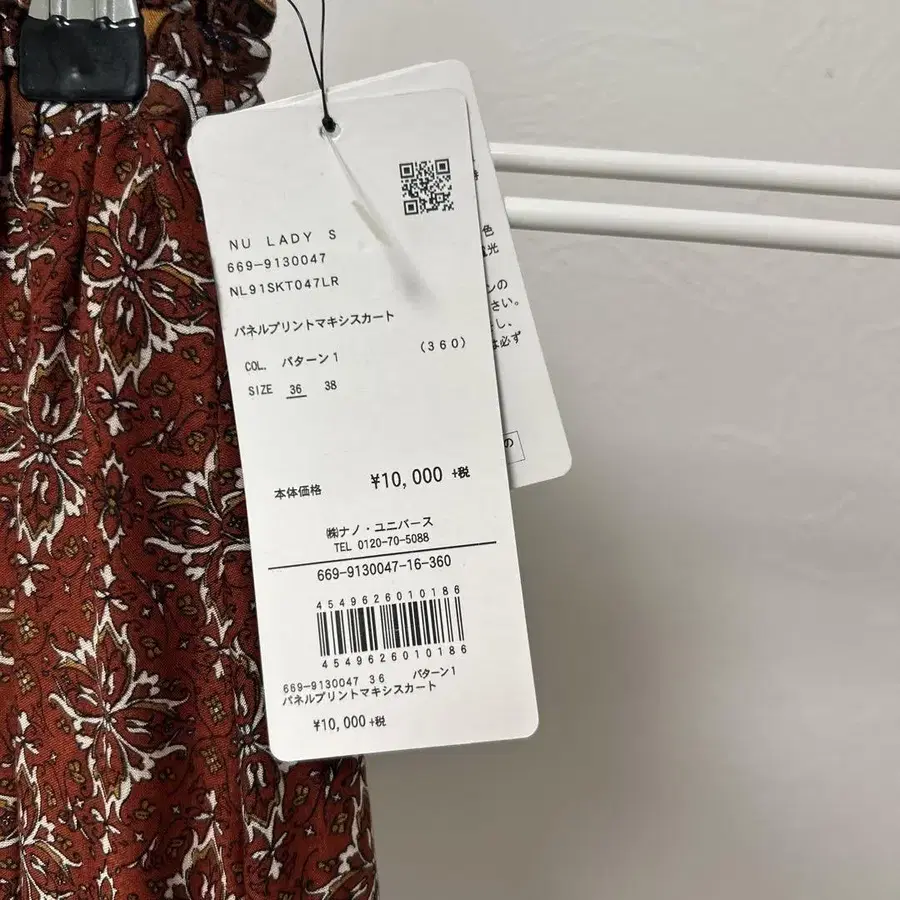 NU LADY S
669-9130047
NL91SKT047LR
パネルプリントマキシスカート
COL. パターン1 (360)
SIZE 36 38
本体価格 ¥10,000 +税
㈱ナノ・ユニバース
TEL 0120-70-5088
669-9130047-16-360
4549626010186
4549626010186
669-9130047 36 パターン1
パネルプリントマキシスカート
¥10,000+税
色
光
ンの
さい。
し、
必ず
の